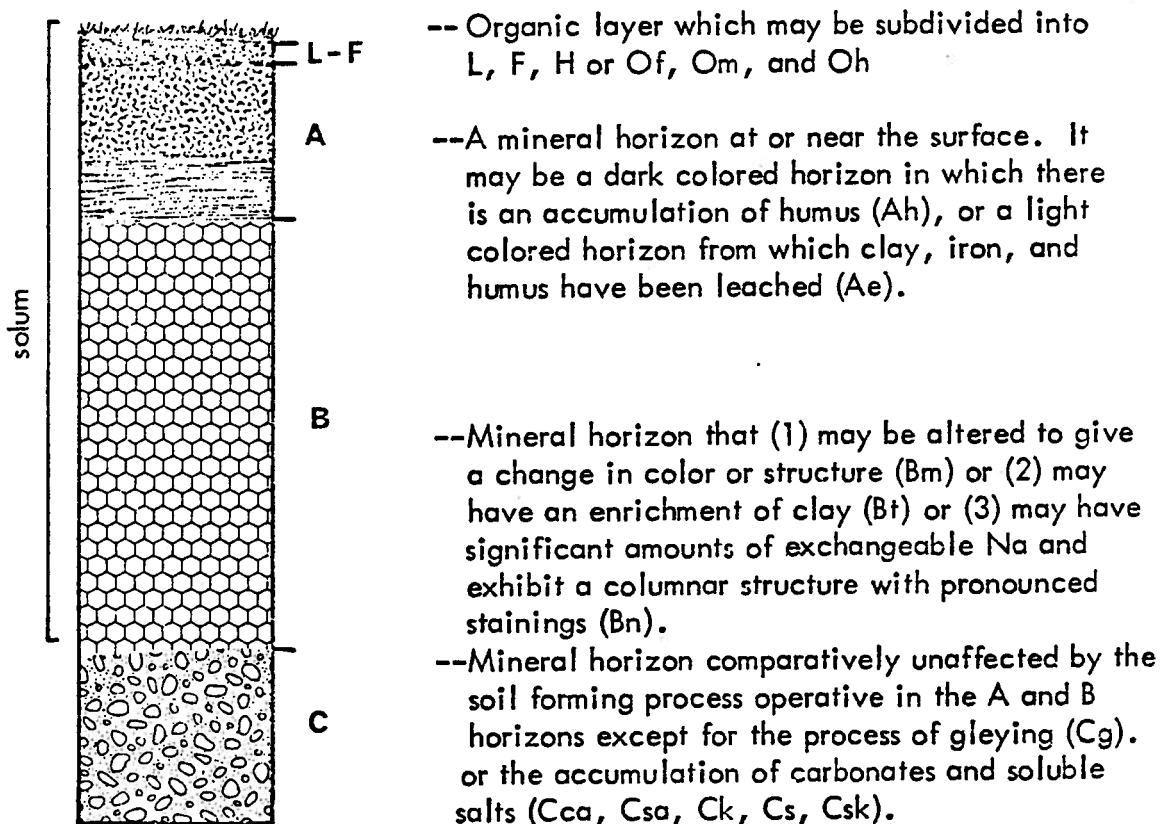 -- Organic layer which may be subdivided into
L, F, H or Of, Om, and Oh
L-F
A
--A mineral horizon at or near the surface. It
may be a dark colored horizon in which there
is an accumulation of humus (Ah), or a light
colored horizon from which clay, iron, and
humus have been leached (Ae).
solum
B
--Mineral horizon that (1) may be altered to give
a change in color or structure (Bm) or (2) may
have an enrichment of clay (Bt) or (3) may have
significant amounts of exchangeable Na and
exhibit a columnar structure with pronounced
stainings (Bn).
--Mineral horizon comparatively unaffected by the
soil forming process operative in the A and B
horizons except for the process of gleying (Cg).
or the accumulation of carbonates and soluble
salts (Cca, Csa, Ck, Cs, Csk).
C